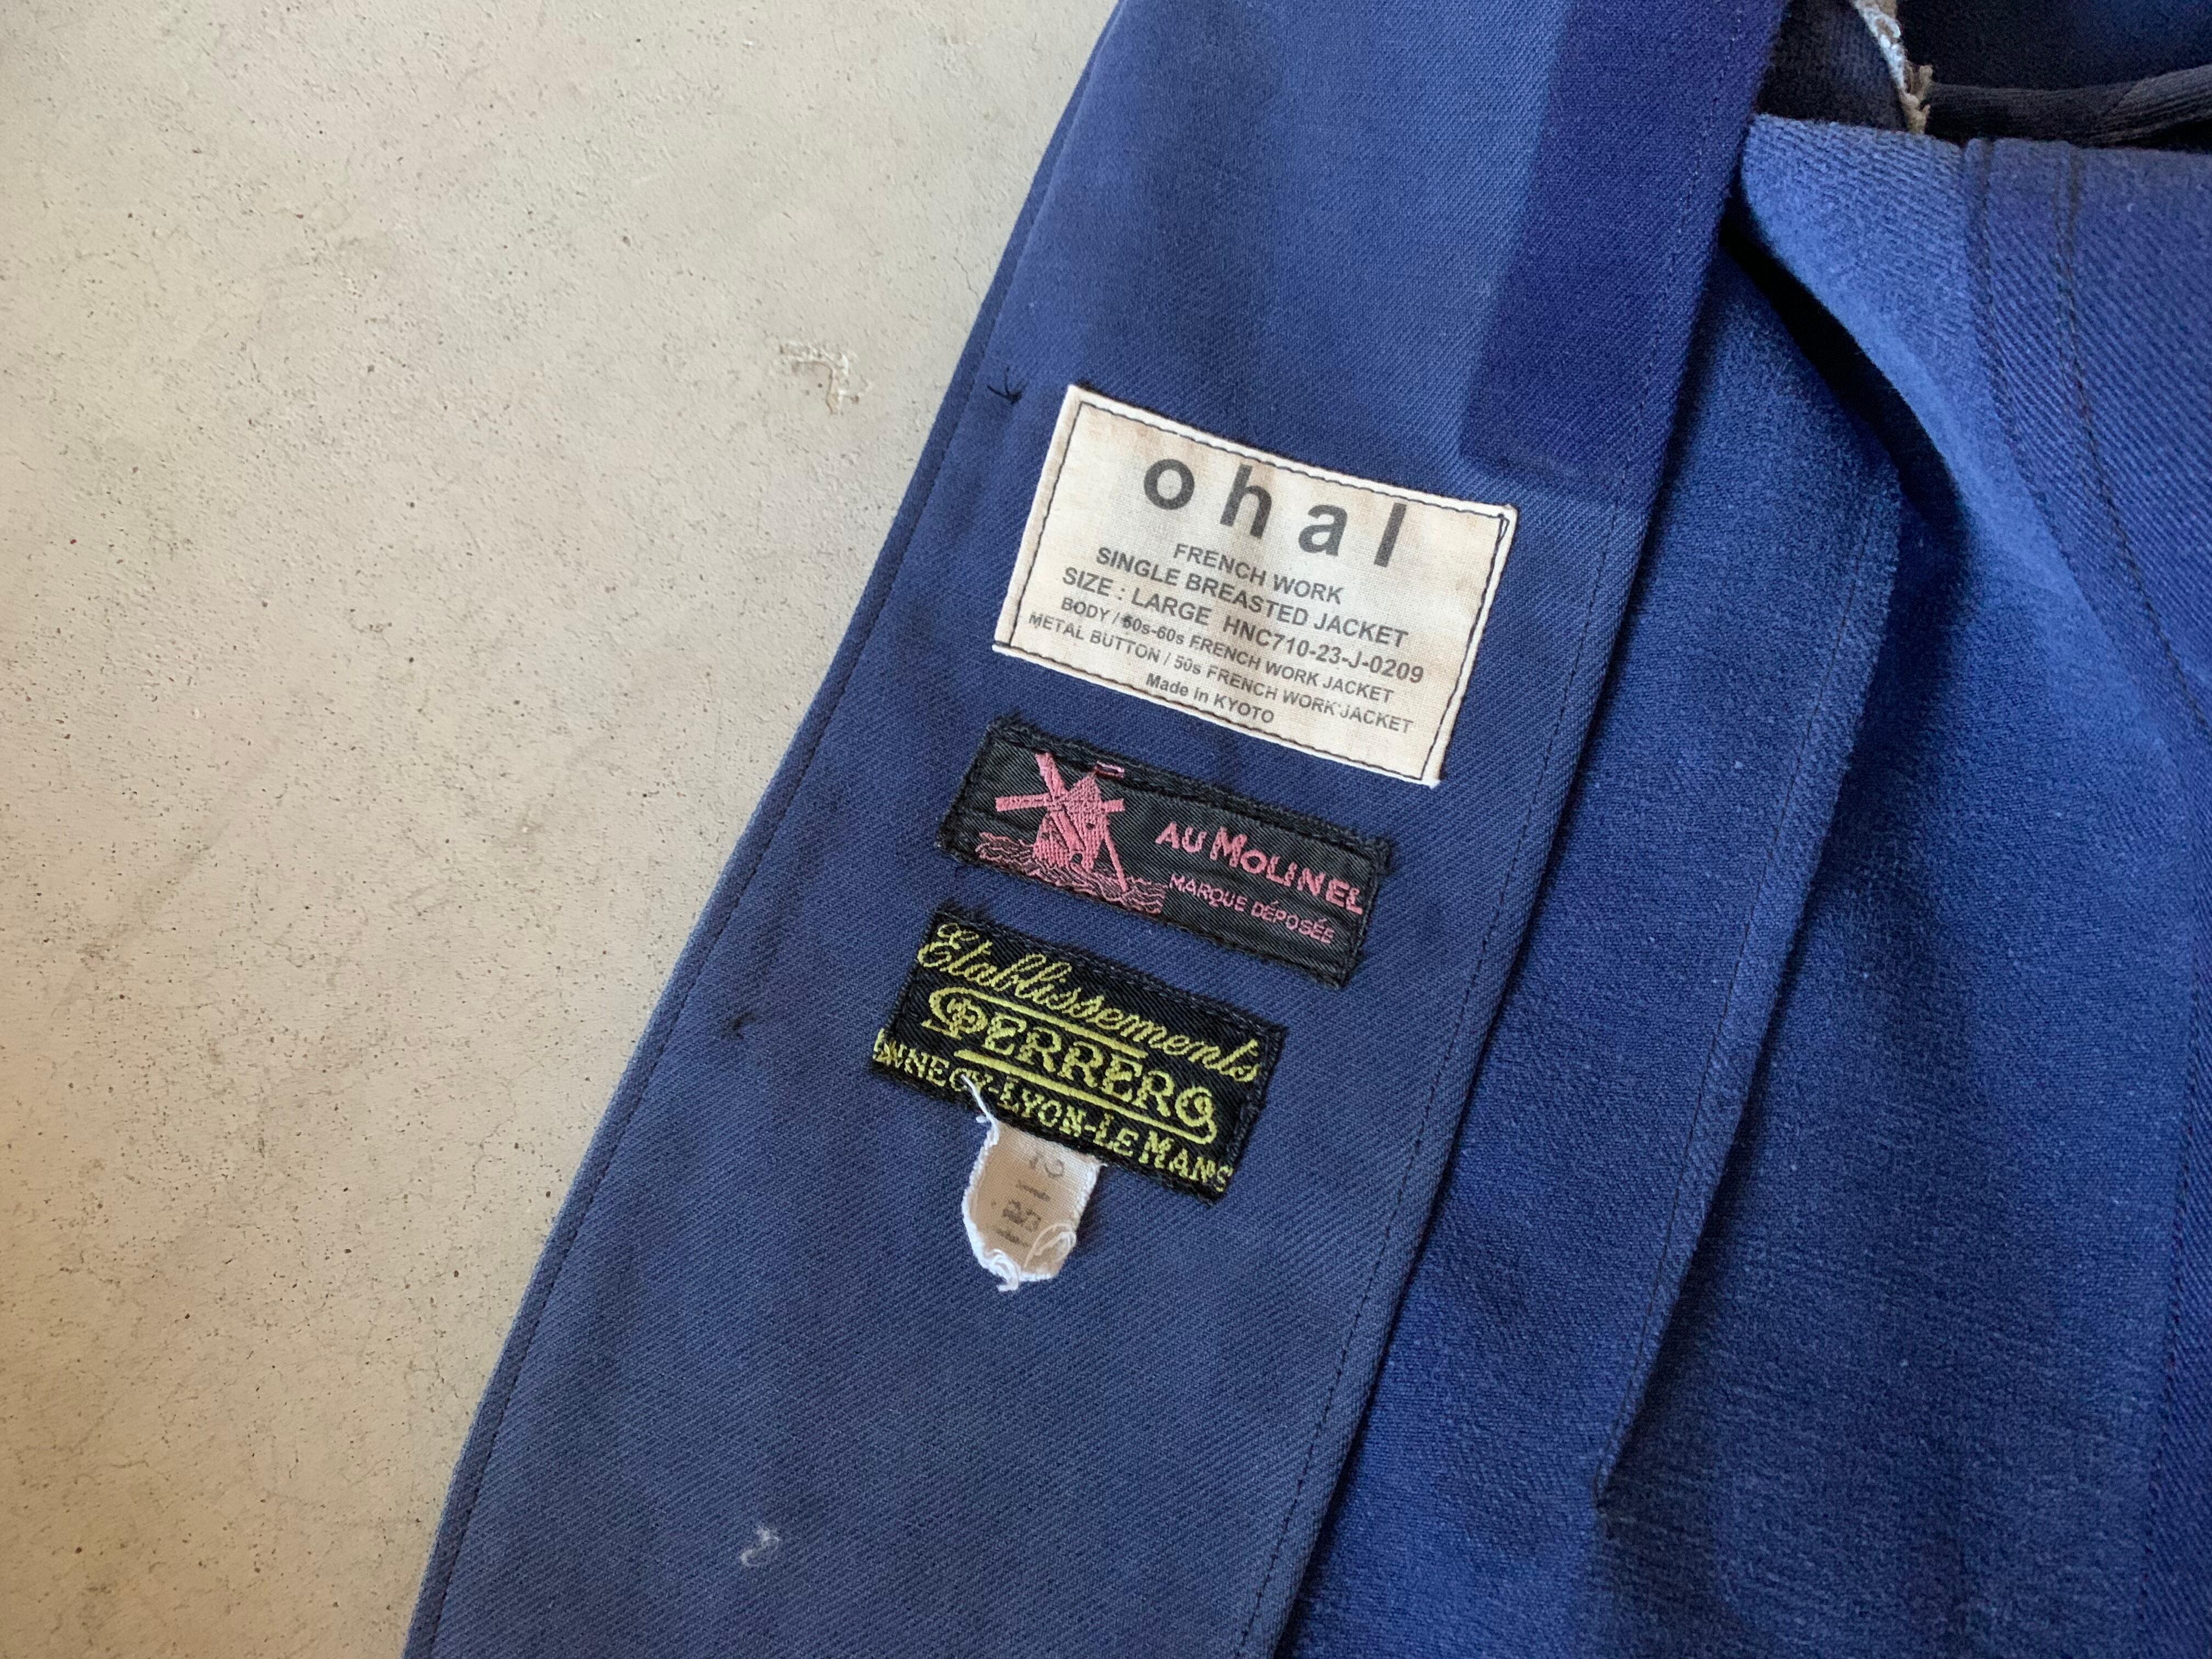 ohal
FRENCH WORK
SINGLE BREASTED JACKET
SIZE : LARGE HNC710-23-J-0209
BODY / 50s-60s FRENCH WORK JACKET
METAL BUTTON / 50s FRENCH WORK JACKET
Made in KYOTO
AU MOLINEL
MARQUE DÉPOSÉE
Etablissements
PERRERO
ANNECY-LYON-LE MANS